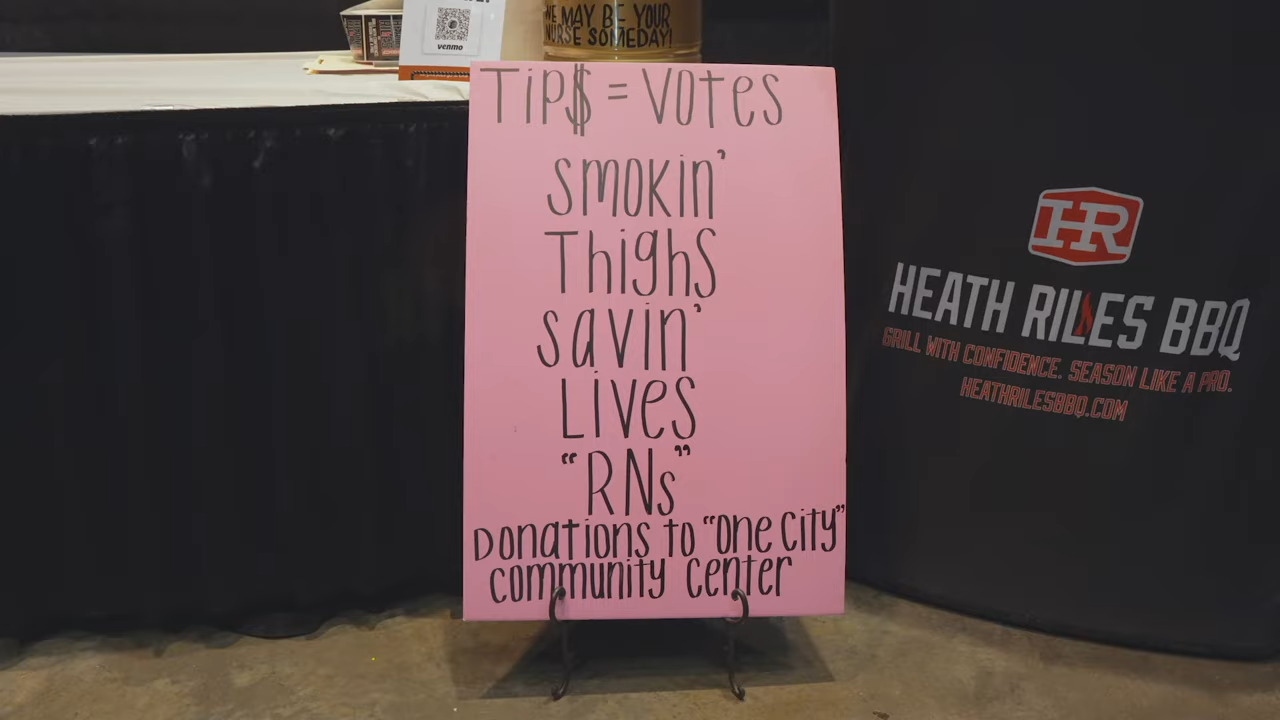 venmo
WE MAY BE YOUR
NURSE SOMEDAY!
Tip$ = Votes
Smokin'
Thighs
Savin'
Lives
"RNs"
Donations to "One City"
Community Center
HR
HEATH RILES BBQ
GRILL WITH CONFIDENCE. SEASON LIKE A PRO.
HEATHRILESBBQ.COM